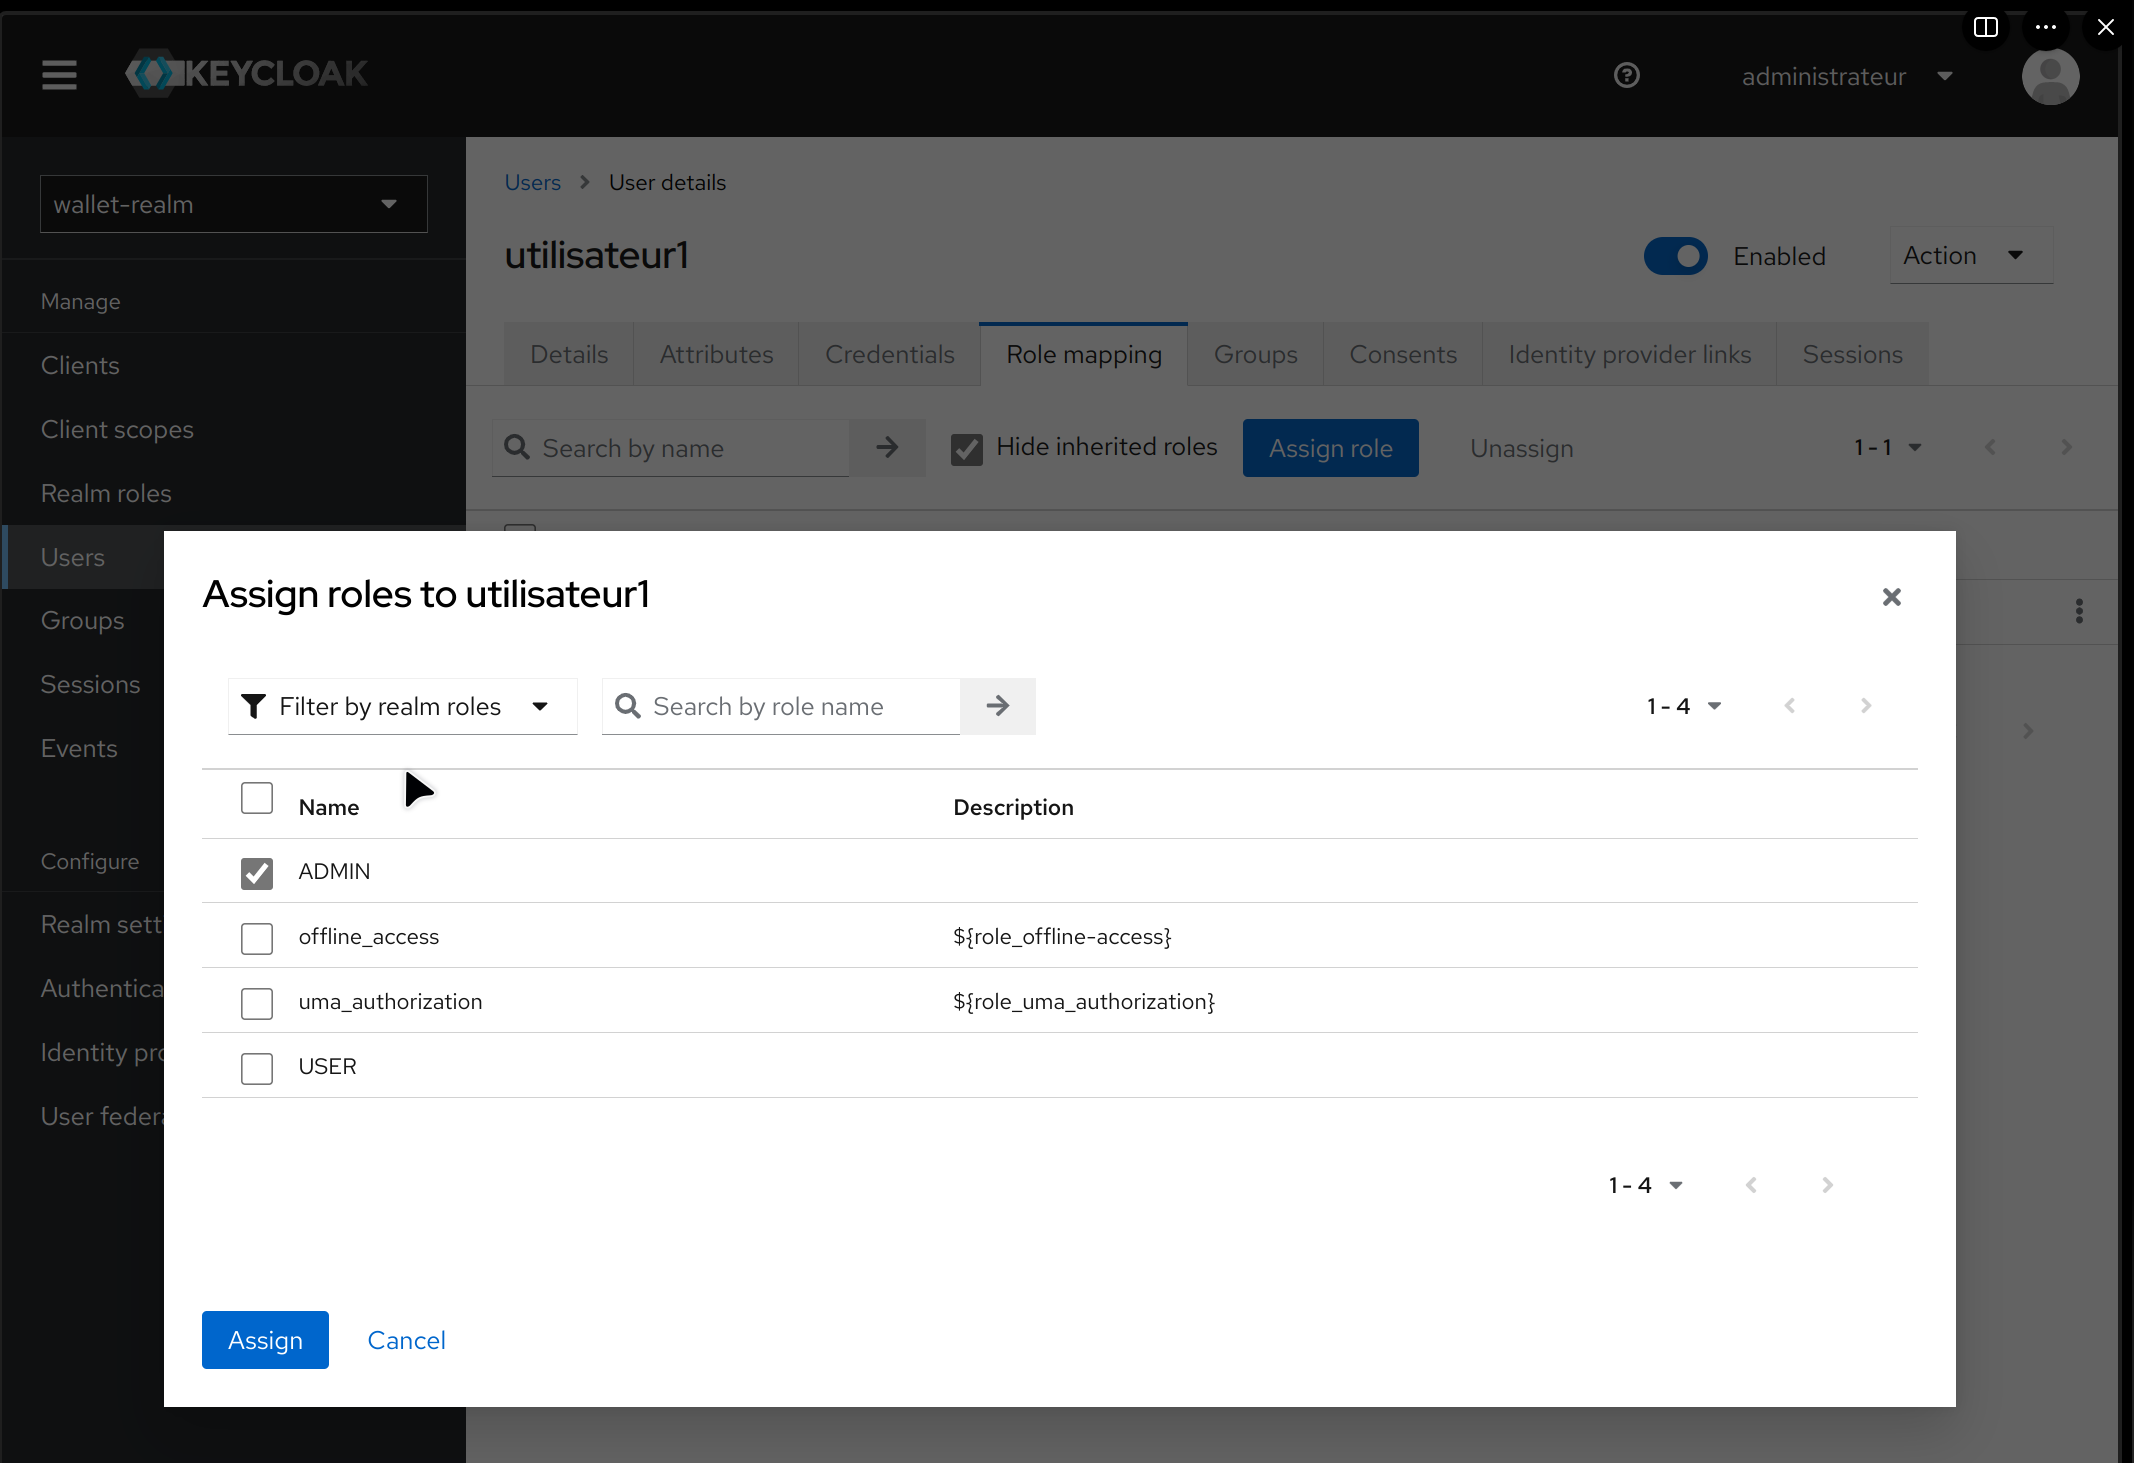 KEYCLOAK
administrateur
wallet-realm
Manage
Clients
Client scopes
Realm roles
Users
Groups
Sessions
Events
Configure
Realm sett
Authentica
Identity pro
User federa
Users > User details
utilisateur1
Enabled
Action
Details Attributes Credentials Role mapping Groups Consents Identity provider links Sessions
Search by name
Hide inherited roles
Assign role
Unassign
1 - 1
Assign roles to utilisateur1
Filter by realm roles
Search by role name
1 - 4
Name Description
ADMIN
offline_access ${role_offline-access}
uma_authorization ${role_uma_authorization}
USER
1 - 4
Assign
Cancel